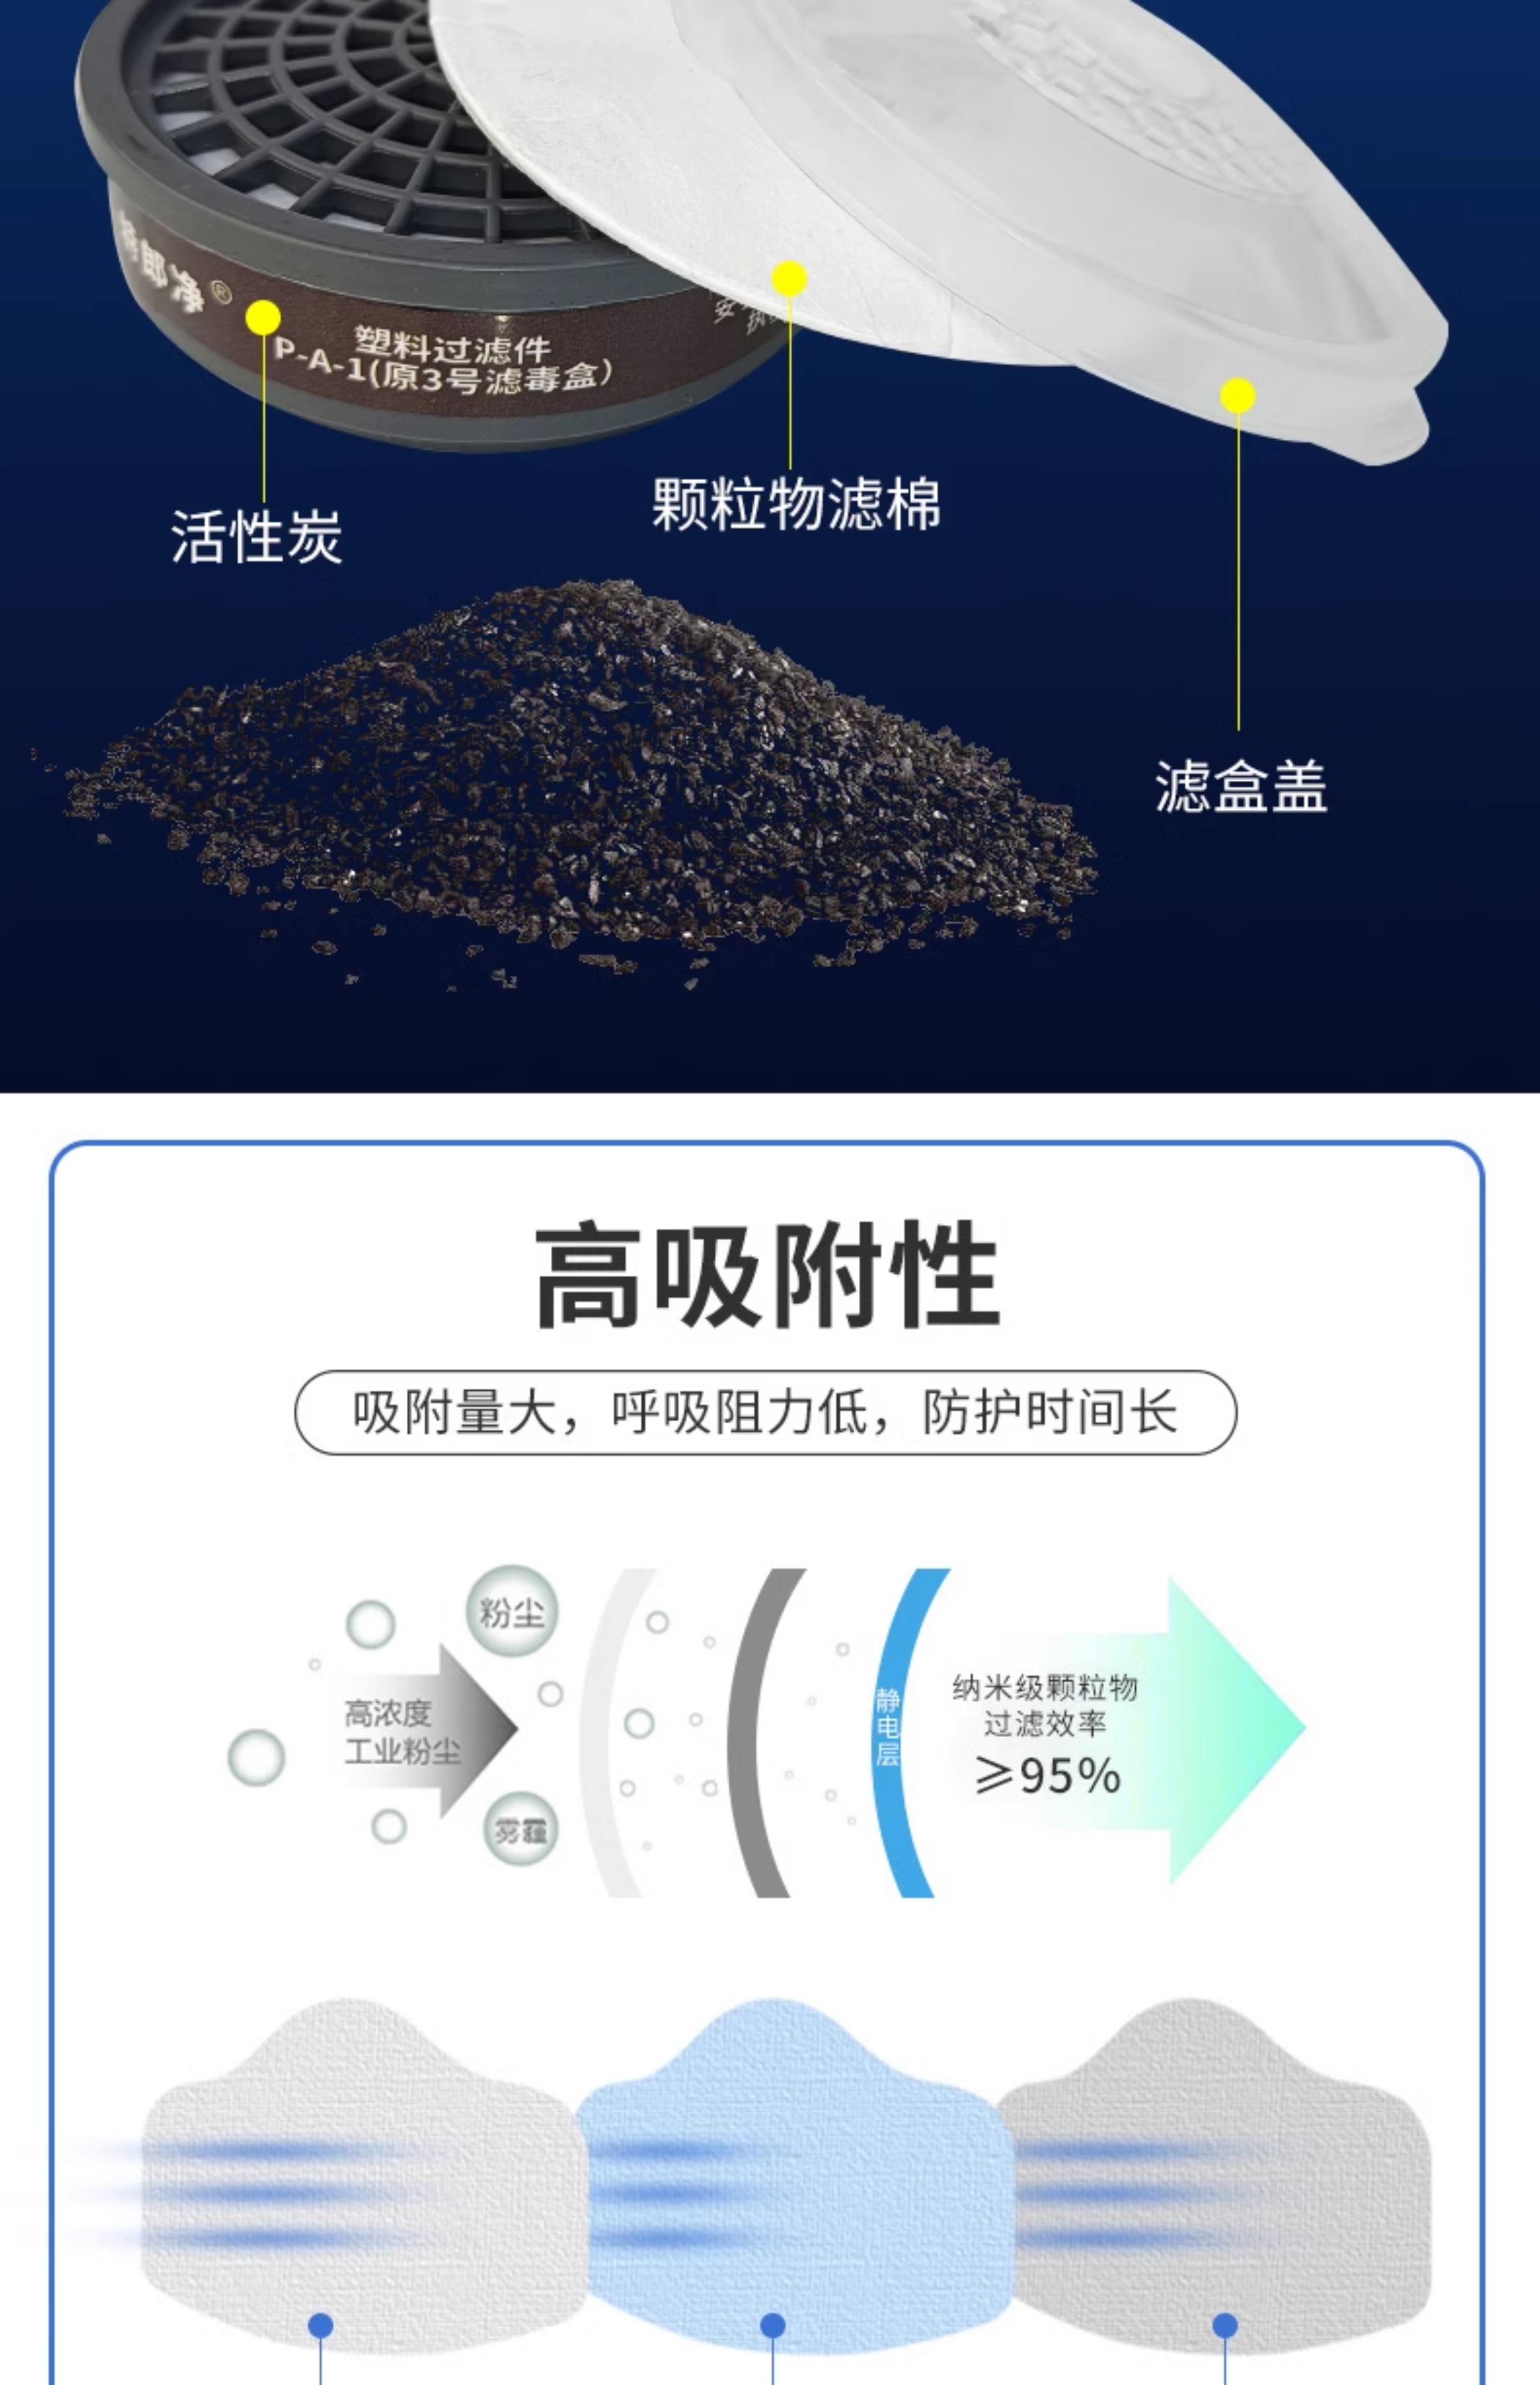 郎净®
塑料过滤件
P-A-1(原3号滤毒盒)
活性炭
颗粒物滤棉
滤盒盖
高吸附性
吸附量大，呼吸阻力低，防护时间长
粉尘
高浓度
工业粉尘
雾霾
静电层
纳米级颗粒物
过滤效率
≥95%